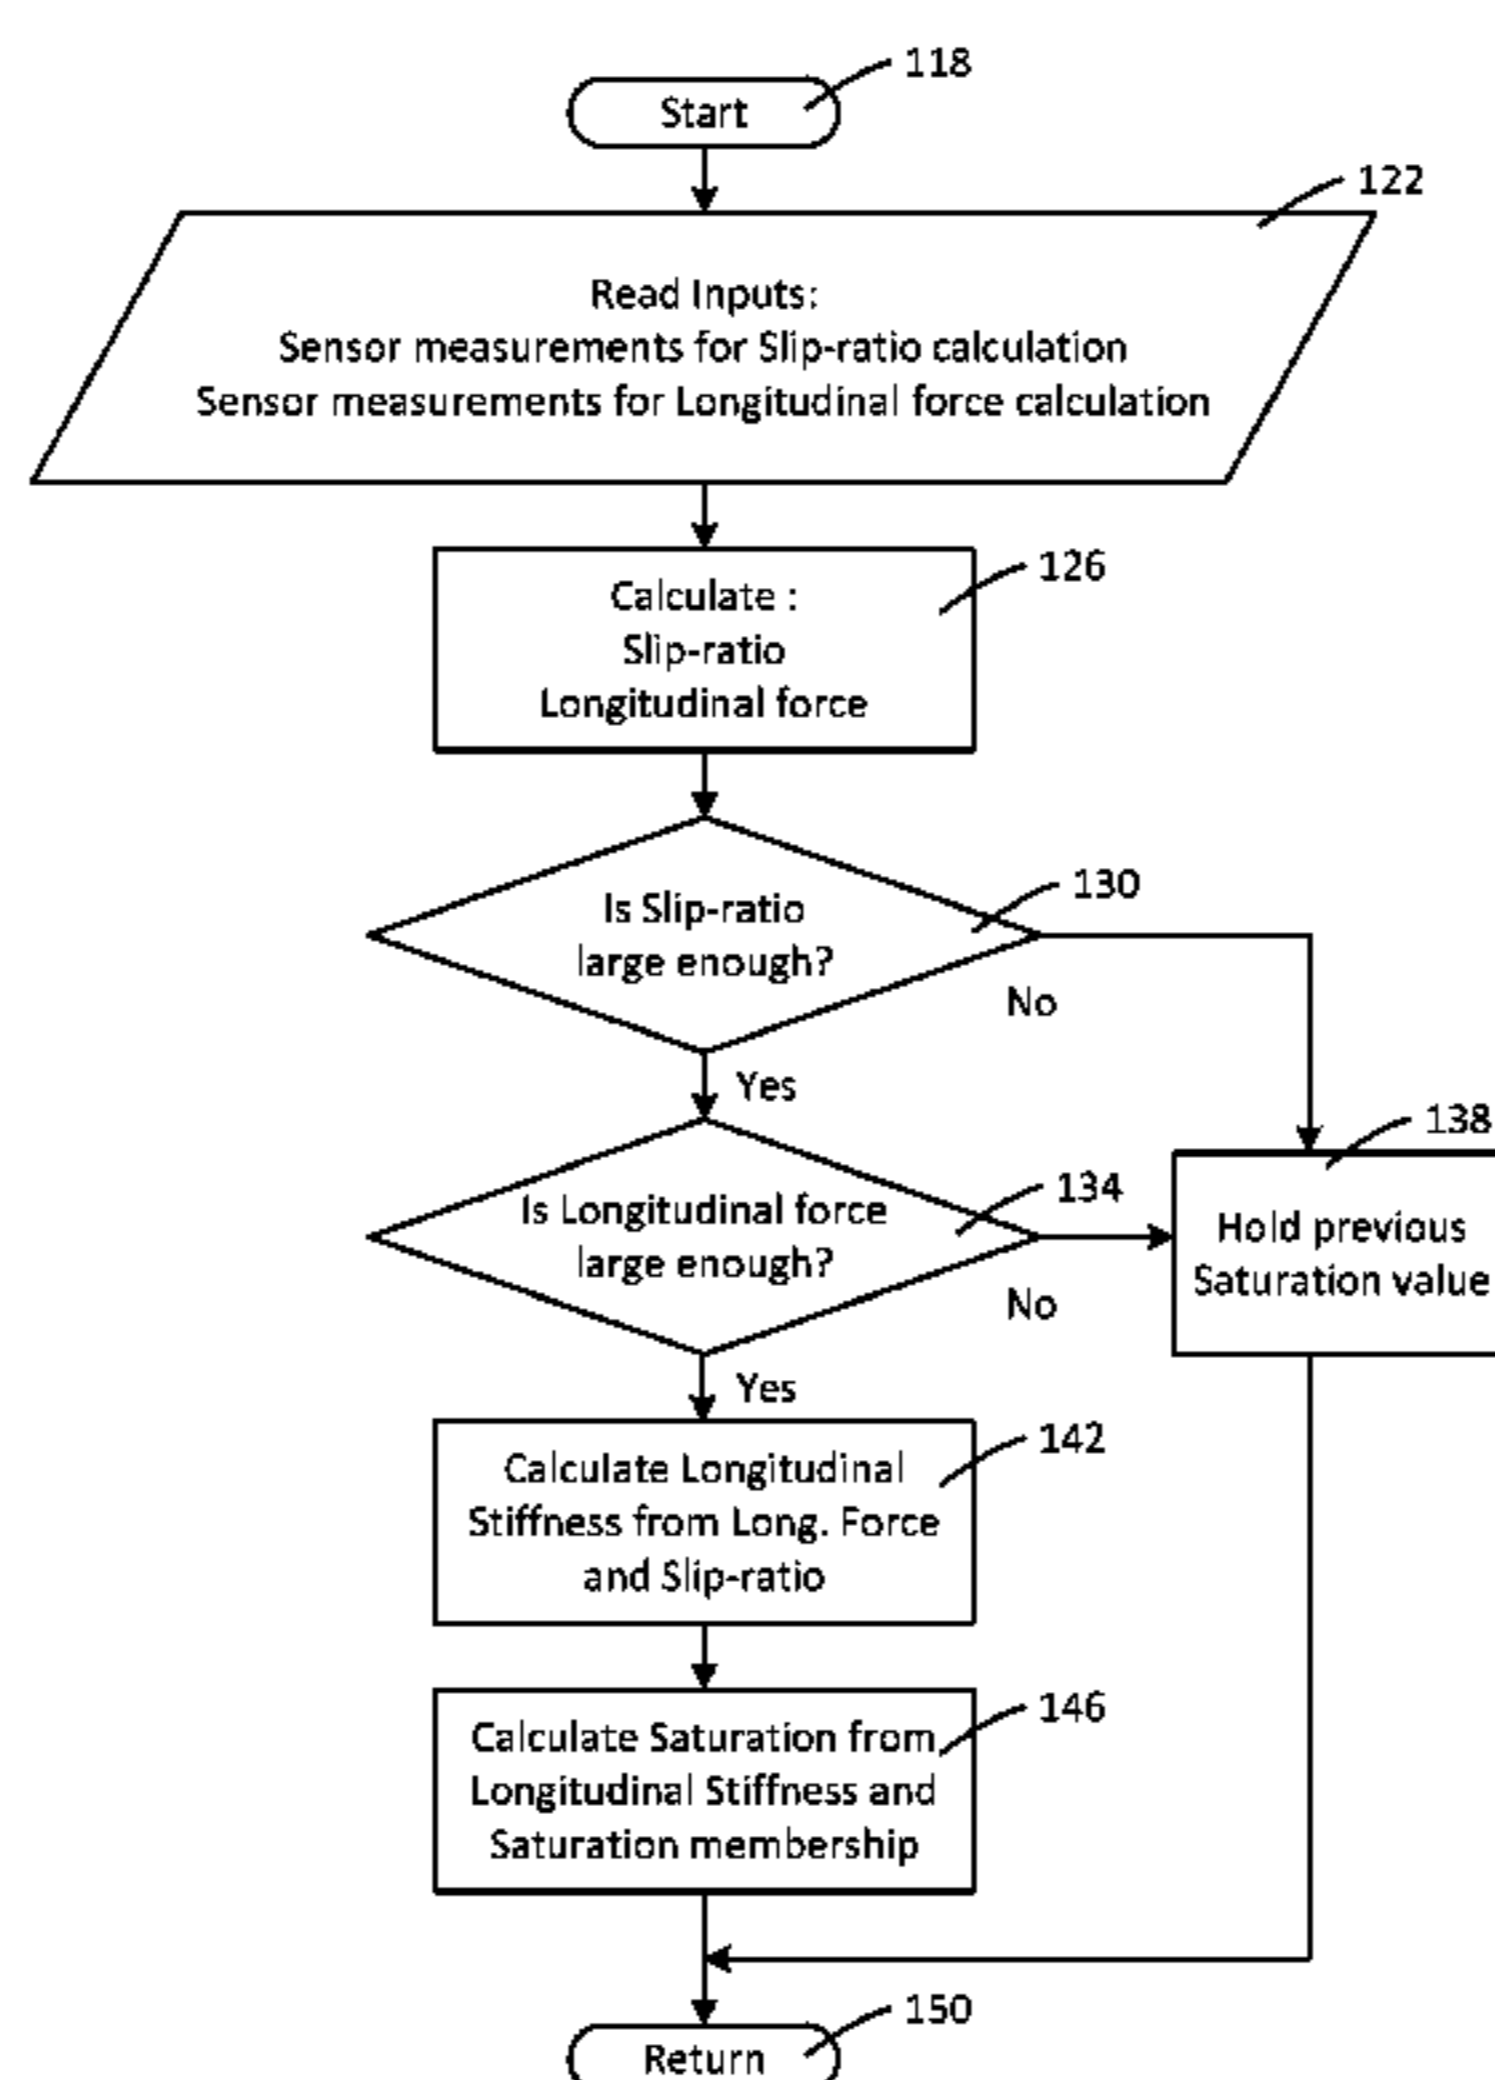 118
Start
122
Read Inputs:
Sensor measurements for Slip-ratio calculation
Sensor measurements for Longitudinal force calculation
126
Calculate :
Slip-ratio
Longitudinal force
130
Is Slip-ratio
large enough?
No
Yes
138
134
Is Longitudinal force
large enough?
Hold previous
Saturation value
No
Yes
142
Calculate Longitudinal
Stiffness from Long. Force
and Slip-ratio
146
Calculate Saturation from
Longitudinal Stiffness and
Saturation membership
150
Return